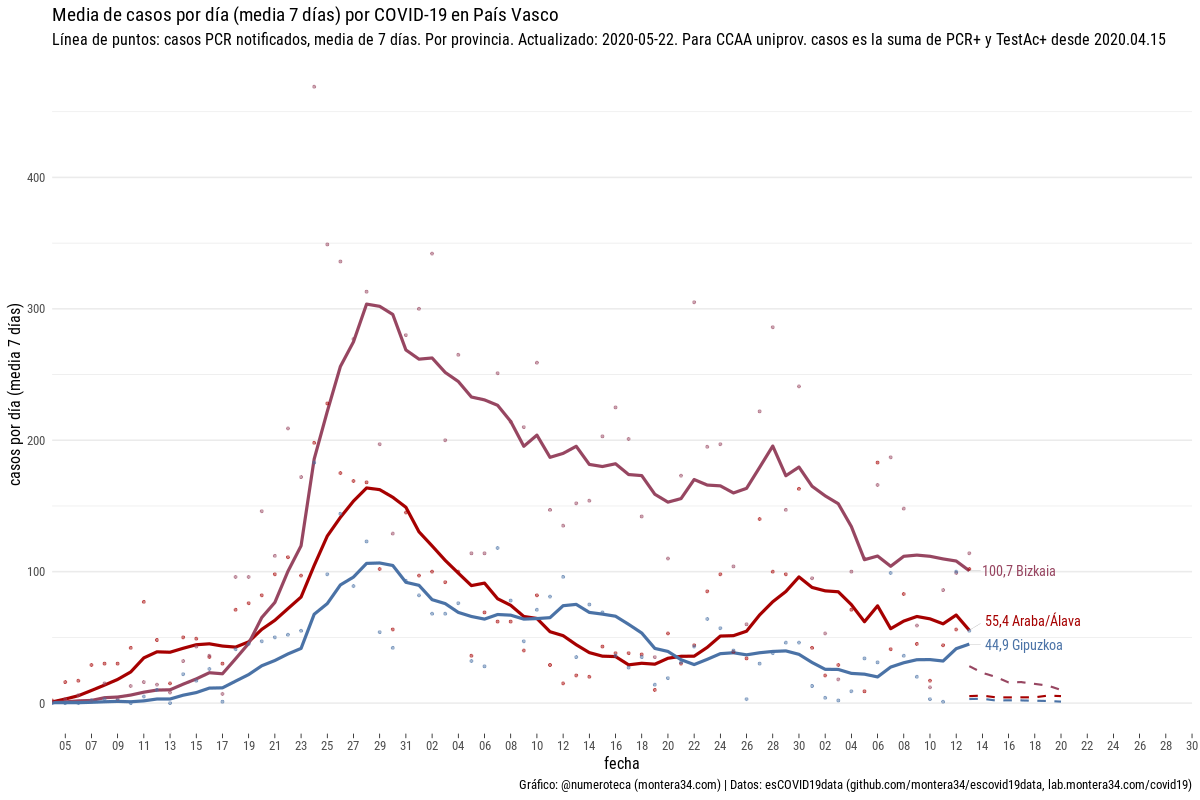 Media de casos por día (media 7 días) por COVID-19 en País Vasco
Línea de puntos: casos PCR notificados, media de 7 días. Por provincia. Actualizado: 2020-05-22. Para CCAA uniprov. casos es la suma de PCR+ y TestAc+ desde 2020.04.15
casos por día (media 7 días)
400
300
200
100
0
100,7 Bizkaia
55,4 Araba/Álava
44,9 Gipuzkoa
05 07 09 11 13 15 17 19 21 23 25 27 29 31 02 04 06 08 10 12 14 16 18 20 22 24 26 28 30 02 04 06 08 10 12 14 16 18 20 22 24 26 28 30
fecha
Gráfico: @numeroteca (montera34.com) | Datos: esCOVID19data (github.com/montera34/escovid19data, lab.montera34.com/covid19)